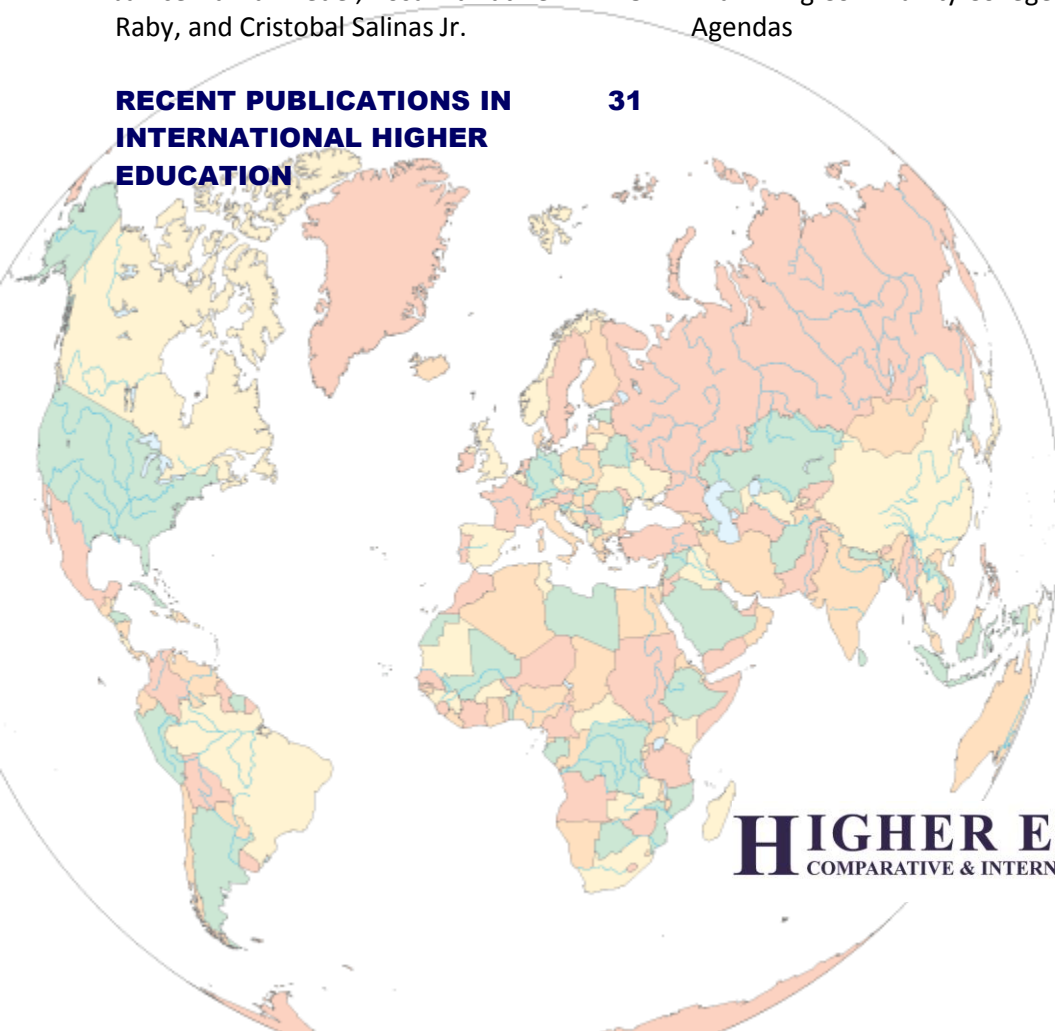 Raby, and Cristobal Salinas Jr.
Agendas
RECENT PUBLICATIONS IN 31
INTERNATIONAL HIGHER
EDUCATION
HIGHER E
COMPARATIVE & INTERN